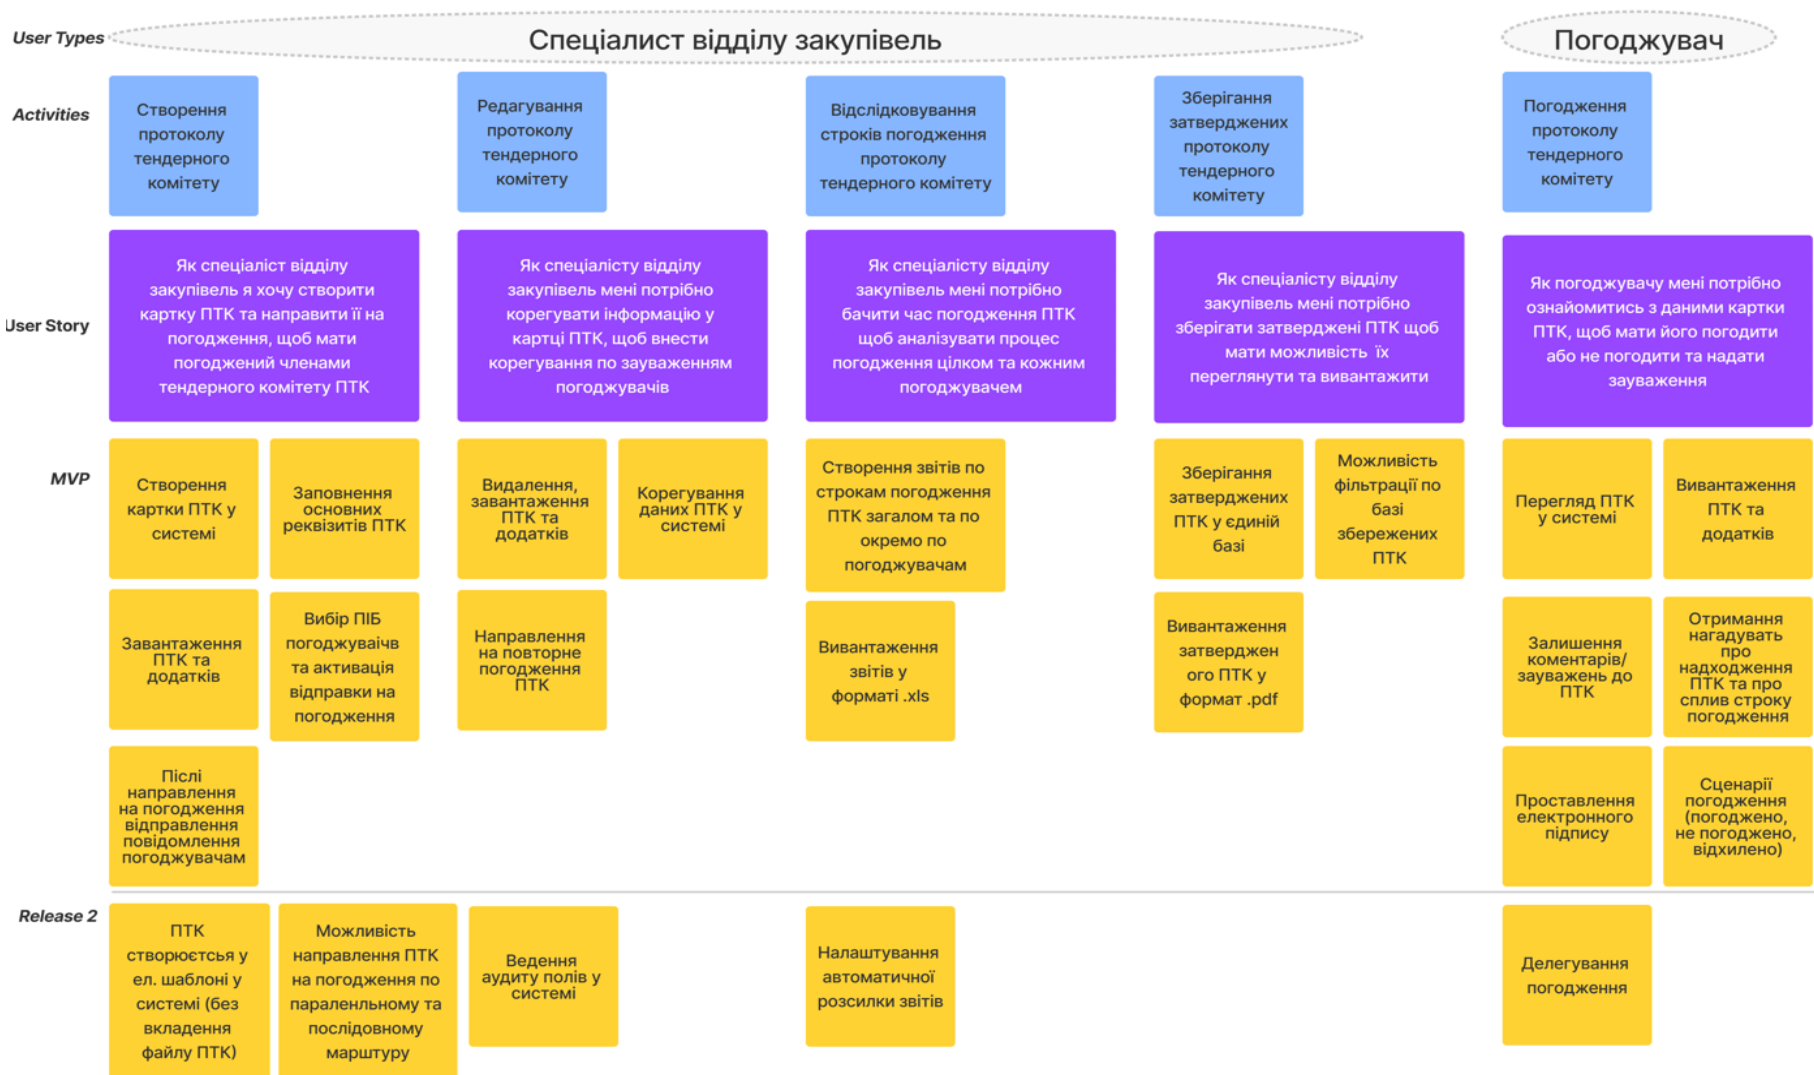 User Types
Спеціалист відділу закупівель
Погоджувач
Activities
Створення
протоколу
тендерного
комітету
Редагування
протоколу
тендерного
комітету
Відслідковування
строків погодження
протоколу
тендерного комітету
Зберігання
затверджених
протоколу
тендерного
комітету
Погодження
протоколу
тендерного
комітету
User Story
Як спеціаліст відділу
закупівель я хочу створити
картку ПТК та направити її на
погодження, щоб мати
погоджений членами
тендерного комітету ПТК
Як спеціалісту відділу
закупівель мені потрібно
корегувати інформацію у
картці ПТК, щоб внести
корегування по зауваженням
погоджувачів
Як спеціалісту відділу
закупівель мені потрібно
бачити час погодження ПТК
щоб аналізувати процес
погодження цілком та кожним
погоджувачем
Як спеціалісту відділу
закупівель мені потрібно
зберігати затверджені ПТК щоб
мати можливість їх
переглянути та вивантажити
Як погоджувачу мені потрібно
ознайомитись з даними картки
ПТК, щоб мати його погодити
або не погодити та надати
зауваження
MVP
Створення
картки ПТК у
системі
Заповнення
основних
реквізитів ПТК
Видалення,
завантаження
ПТК та
додатків
Корегування
даних ПТК у
системі
Створення звітів по
строкам погодження
ПТК загалом та по
окремо по
погоджувачам
Зберігання
затверджених
ПТК у єдиній
базі
Можливість
фільтрації по
базі
збережених
ПТК
Перегляд ПТК
у системі
Вивантаження
ПТК та
додатків
Завантаження
ПТК та
додатків
Вибір ПІБ
погоджуваічв
та активація
відправки на
погодження
Направлення
на повторне
погодження
ПТК
Вивантаження
звітів у
форматі .xls
Вивантаження
затверджен
ого ПТК у
формат .pdf
Залишення
коментарів/
зауважень до
ПТК
Отримання
нагадувать
про
надходження
ПТК та про
сплив строку
погодження
Після
направлення
на погодження
відправлення
повідомлення
погоджувачам
Проставлення
електронного
підпису
Сценарії
погодження
(погоджено,
не погоджено,
відхилено)
Release 2
ПТК
створюєтсья у
ел. шаблоні у
системі (без
вкладення
файлу ПТК)
Можливість
направлення ПТК
на погодження по
параленльному та
послідовному
марштуру
Ведення
аудиту полів у
системі
Налаштування
автоматичної
розсилки звітів
Делегування
погодження